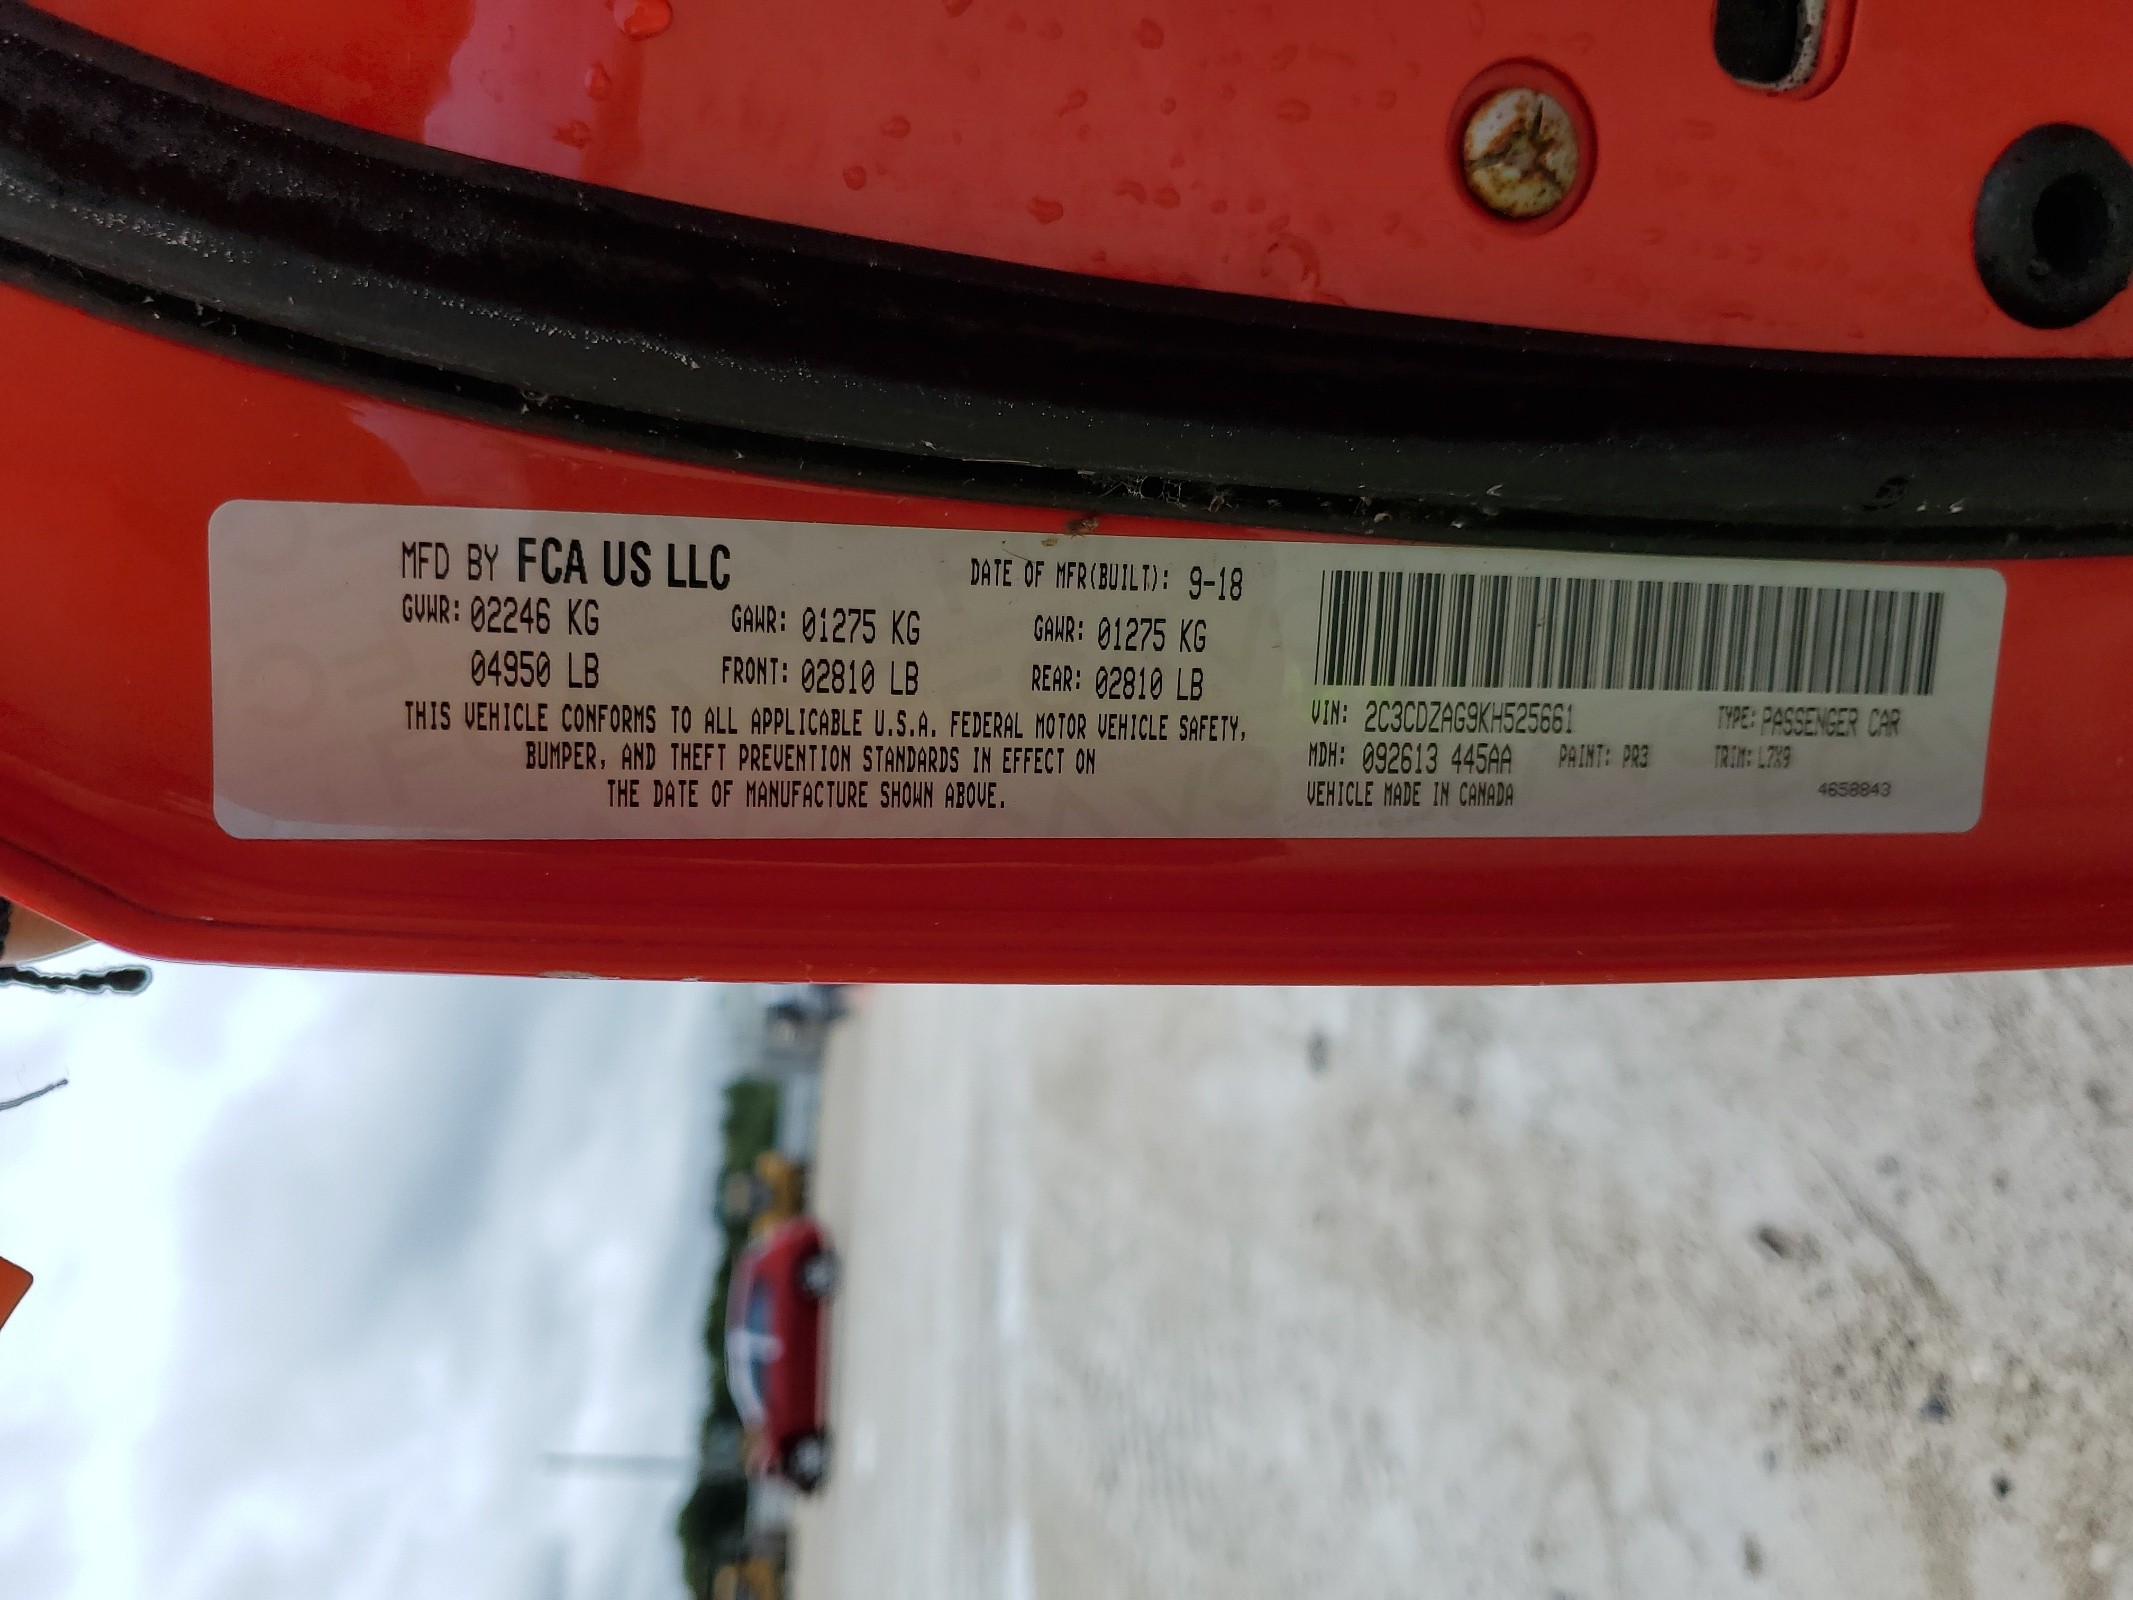 MFD BY FCA US LLC DATE OF MFR(BUILT): 9-18
GVWR: 02246 KG GAWR: 01275 KG GAWR: 01275 KG
04950 LB FRONT: 02810 LB REAR: 02810 LB
THIS VEHICLE CONFORMS TO ALL APPLICABLE U.S.A. FEDERAL MOTOR VEHICLE SAFETY,
BUMPER, AND THEFT PREVENTION STANDARDS IN EFFECT ON
THE DATE OF MANUFACTURE SHOWN ABOVE.
VIN: 2C3CDZAG9KH525661 TYPE: PASSENGER CAR
MDH: 092613 445AA PAINT: PR3 TRIM: L7X9
VEHICLE MADE IN CANADA 4658843